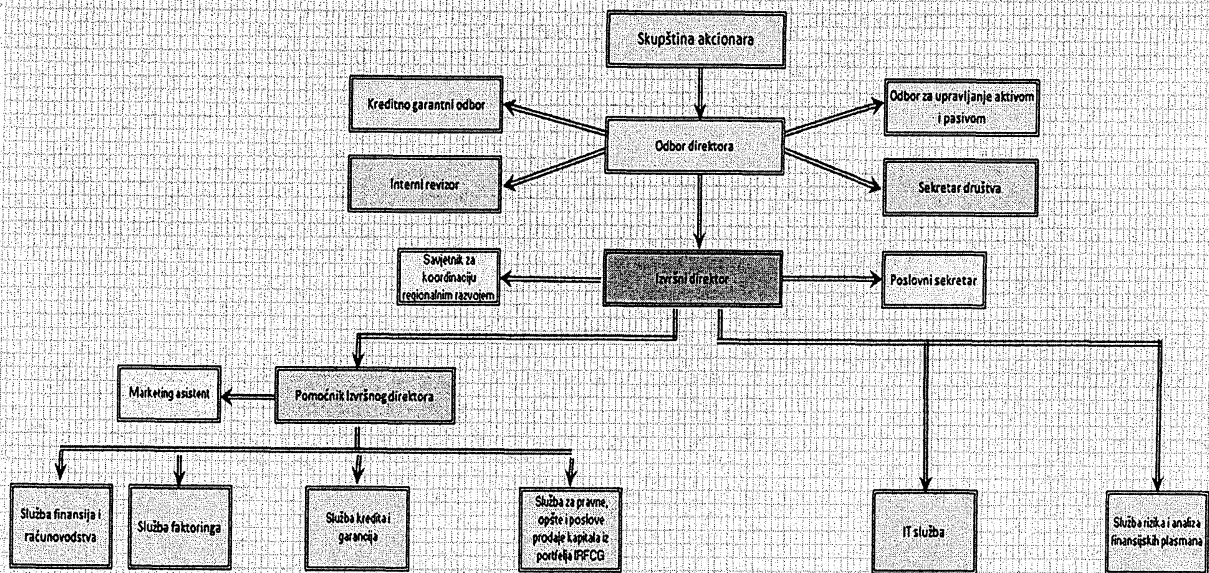 Skupština akcionara
Kreditno garantni odbor
Odbor za upravljanje aktivom
i pasivom
Odbor direktora
Interni revizor
Sekretar društva
Savjetnik za
koordinaciju
regionalnim razvojem
Izvršni direktor
Poslovni sekretar
Marketing asistent
Pomoćnik Izvršnog direktora
Služba finansija i
računovodstva
Služba faktoringa
Služba kredita i
garancija
Služba za pravne,
opšte i poslove
prodaje kapitala iz
portfelja IRFCG
IT služba
Služba rizika i analiza
finansijskih plasmana